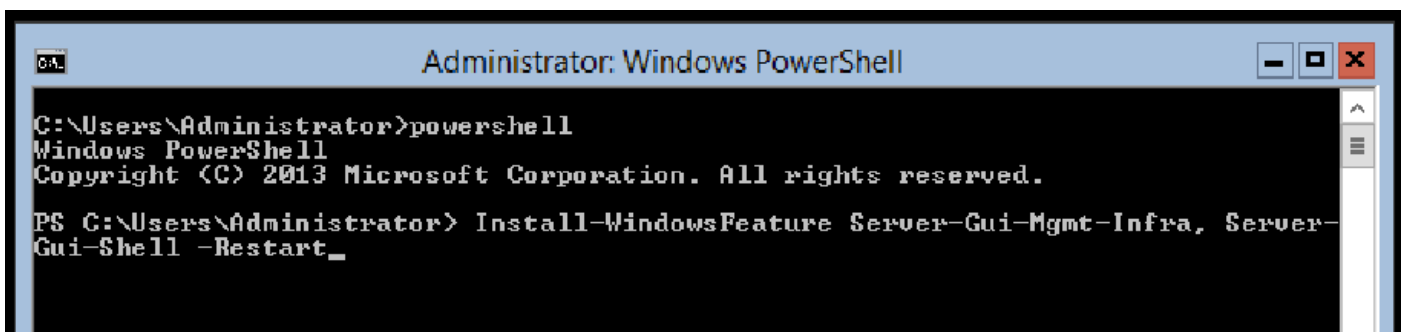 Administrator: Windows PowerShell
C:\Users\Administrator>powershell
Windows PowerShell
Copyright (C) 2013 Microsoft Corporation. All rights reserved.
PS C:\Users\Administrator> Install-WindowsFeature Server-Gui-Mgmt-Infra, Server-
Gui-Shell -Restart_